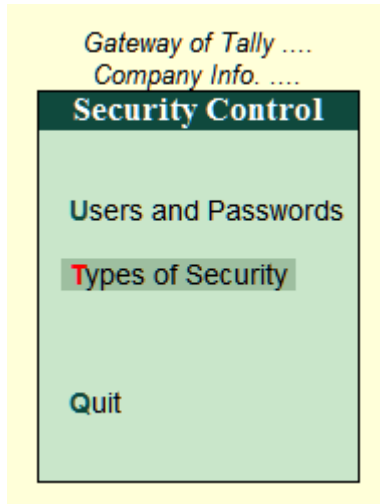 Gateway of Tally ....
Company Info. ....
Security Control
Users and Passwords
Types of Security
Quit